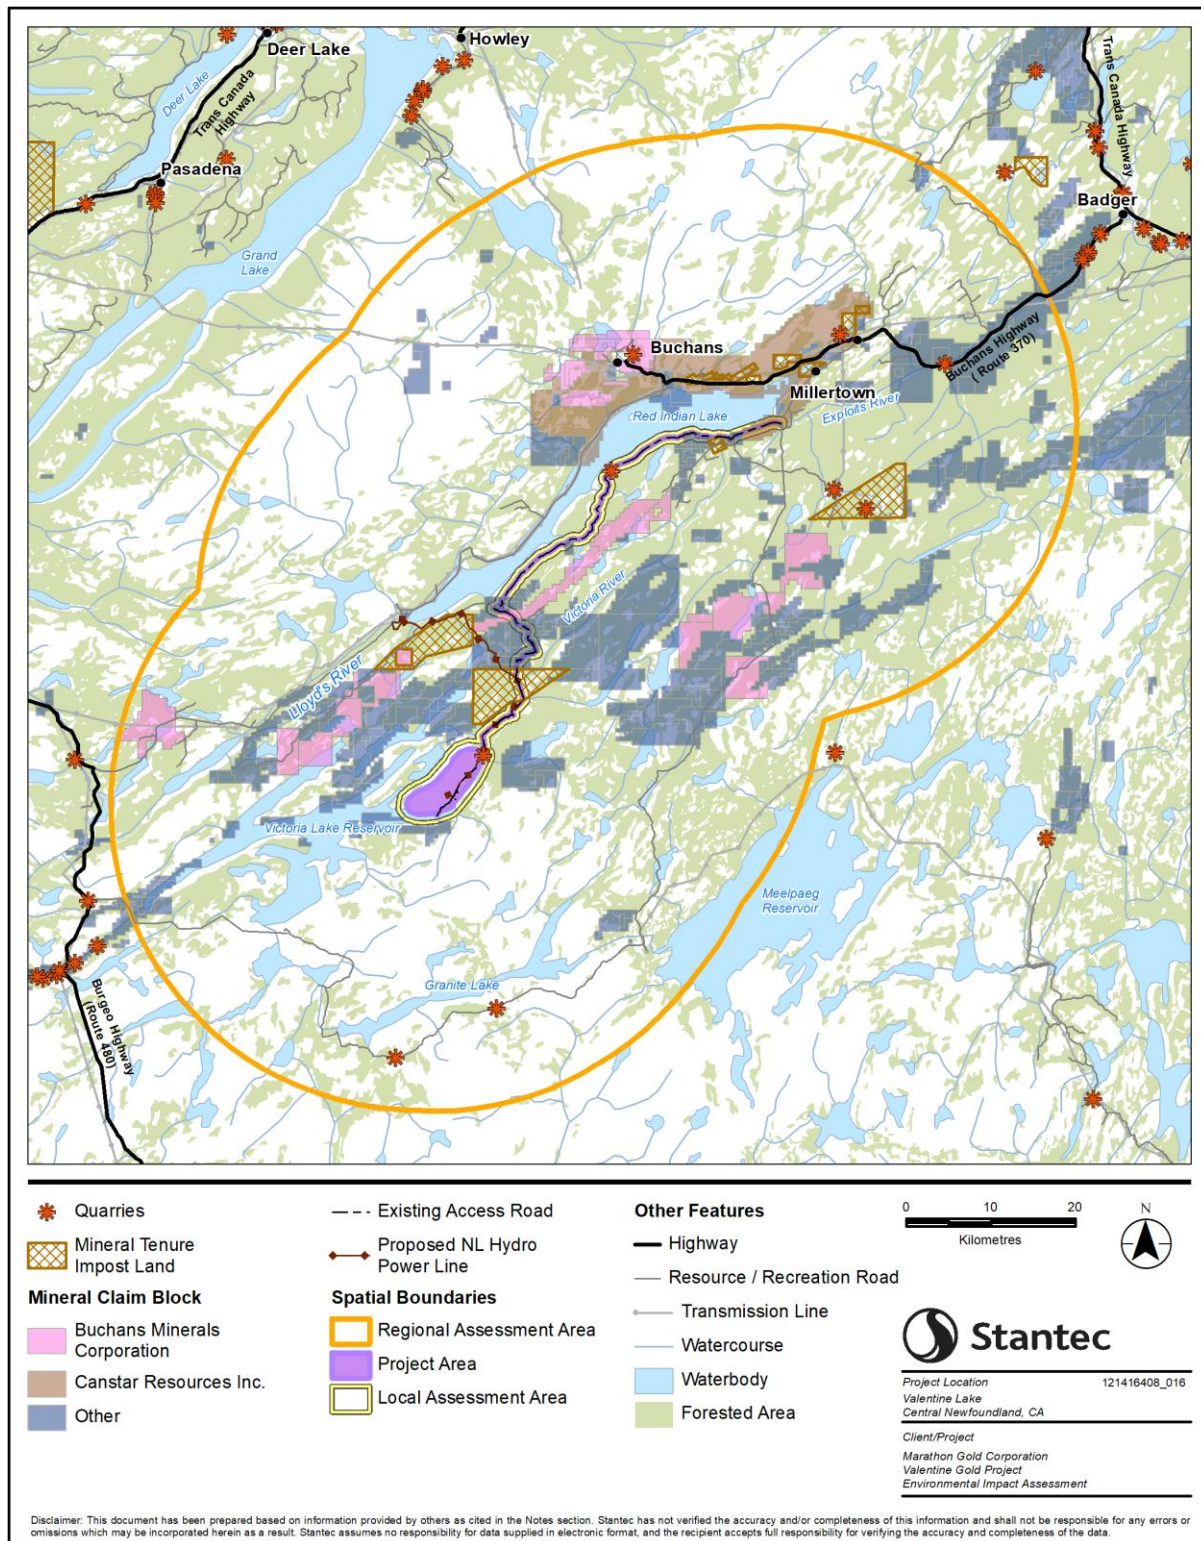 Howley
Deer Lake
Deer Lake
Trans Canada
Highway
Trans Canada Highway
Pasadena
Badger
Grand
Lake
Buchans
Buchans Highway
(Route 370)
Millertown
Red Indian Lake
Exploits River
Victoria River
Lloyd's River
Victoria Lake Reservoir
Meelpaeg
Reservoir
Granite Lake
Burgeo Highway
(Route 480)
Quarries
Mineral Tenure
Impost Land
Mineral Claim Block
Buchans Minerals
Corporation
Canstar Resources Inc.
Other
Existing Access Road
Proposed NL Hydro
Power Line
Spatial Boundaries
Regional Assessment Area
Project Area
Local Assessment Area
Other Features
Highway
Resource / Recreation Road
Transmission Line
Watercourse
Waterbody
Forested Area
0 10 20
Kilometres
N
Stantec
Project Location 121416408_016
Valentine Lake
Central Newfoundland, CA
Client/Project
Marathon Gold Corporation
Valentine Gold Project
Environmental Impact Assessment
Disclaimer: This document has been prepared based on information provided by others as cited in the Notes section. Stantec has not verified the accuracy and/or completeness of this information and shall not be responsible for any errors or
omissions which may be incorporated herein as a result. Stantec assumes no responsibility for data supplied in electronic format, and the recipient accepts full responsibility for verifying the accuracy and completeness of the data.